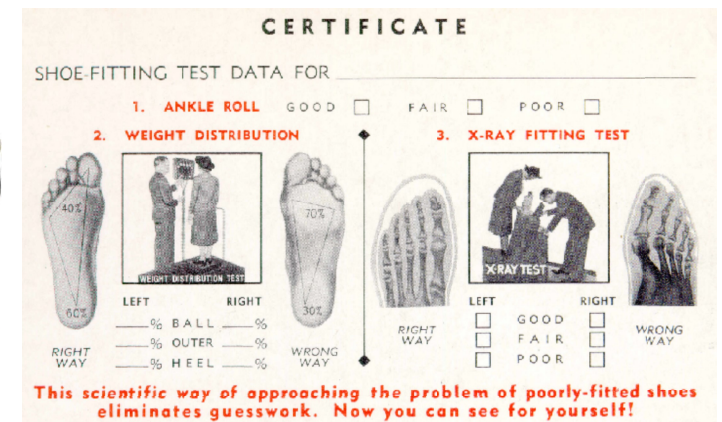 CERTIFICATE
SHOE-FITTING TEST DATA FOR
1. ANKLE ROLL GOOD FAIR POOR
2. WEIGHT DISTRIBUTION
40%
60%
RIGHT
WAY
WEIGHT DISTRIBUTION TEST
70%
30%
WRONG
WAY
LEFT RIGHT
% BALL %
% OUTER %
% HEEL %
3. X-RAY FITTING TEST
RIGHT
WAY
X-RAY TEST
WRONG
WAY
LEFT RIGHT
GOOD
FAIR
POOR
This scientific way of approaching the problem of poorly-fitted shoes
eliminates guesswork. Now you can see for yourself!